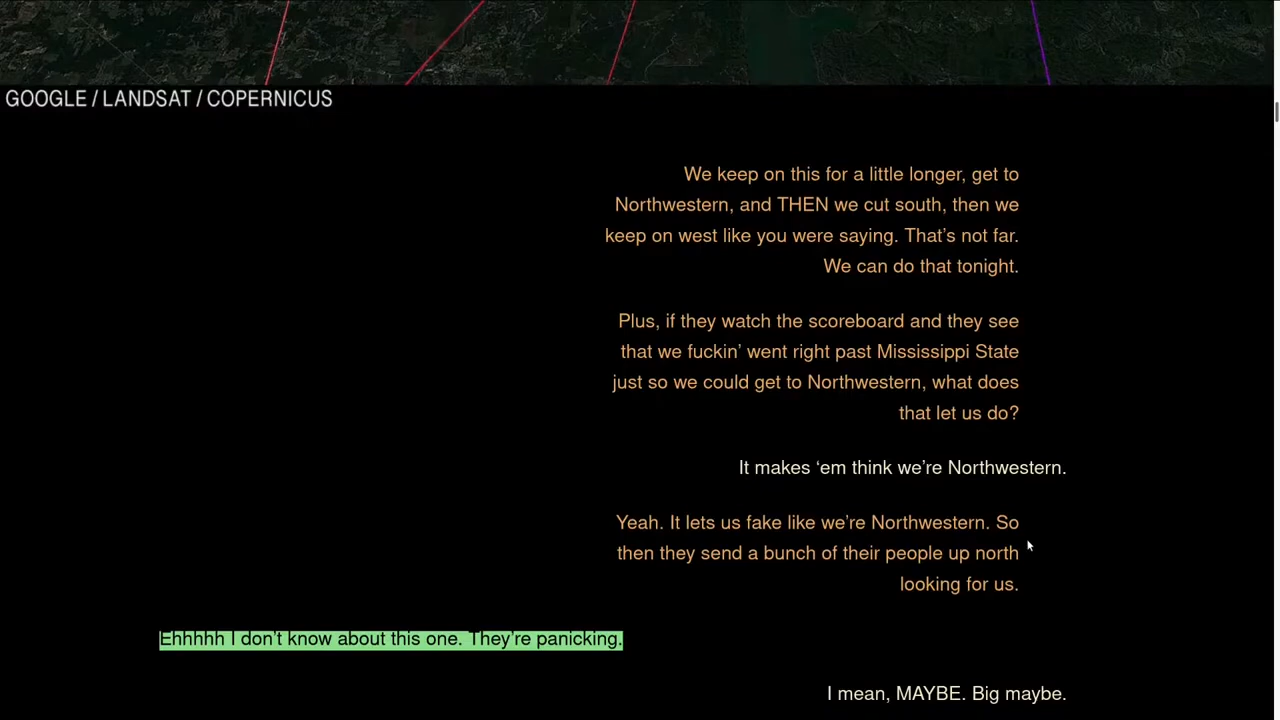 GOOGLE / LANDSAT / COPERNICUS
We keep on this for a little longer, get to
Northwestern, and THEN we cut south, then we
keep on west like you were saying. That’s not far.
We can do that tonight.
Plus, if they watch the scoreboard and they see
that we fuckin’ went right past Mississippi State
just so we could get to Northwestern, what does
that let us do?
It makes ‘em think we’re Northwestern.
Yeah. It lets us fake like we’re Northwestern. So
then they send a bunch of their people up north
looking for us.
Ehhhhh I don’t know about this one. They’re panicking.
I mean, MAYBE. Big maybe.